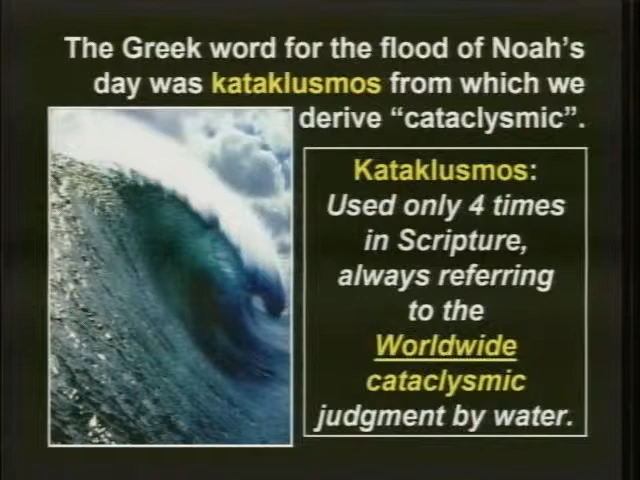 The Greek word for the flood of Noah's
day was kataklusmos from which we
derive “cataclysmic”.
Kataklusmos:
Used only 4 times
in Scripture,
always referring
to the
Worldwide
cataclysmic
judgment by water.